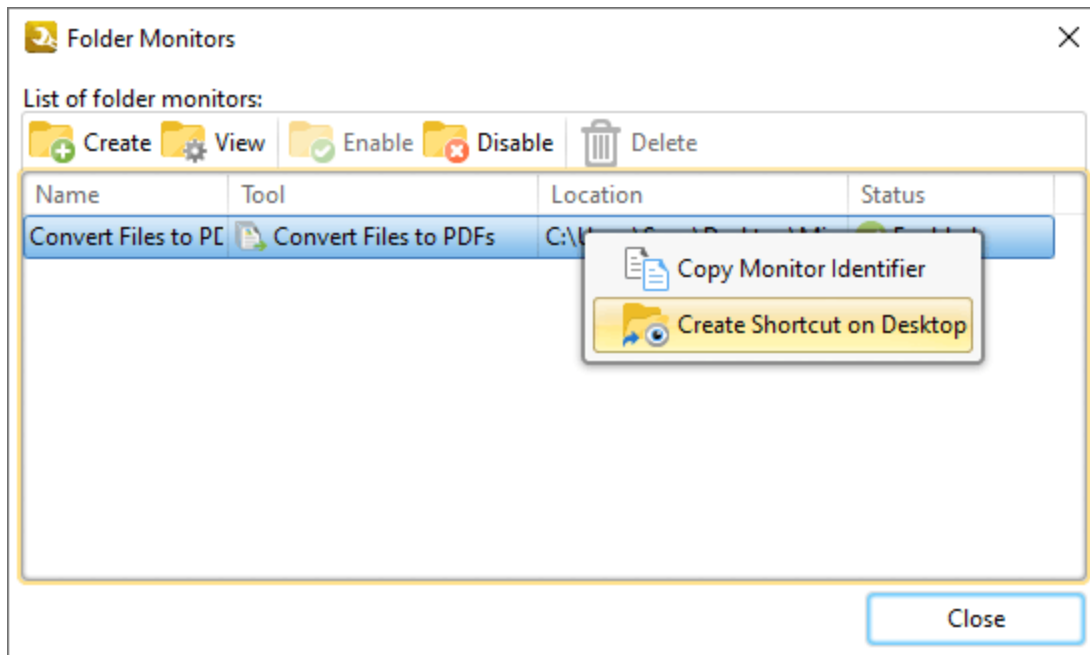 Folder Monitors
List of folder monitors:
Create View Enable Disable Delete
Name Tool Location Status
Convert Files to PD Convert Files to PDFs C:\
Copy Monitor Identifier
Create Shortcut on Desktop
Close